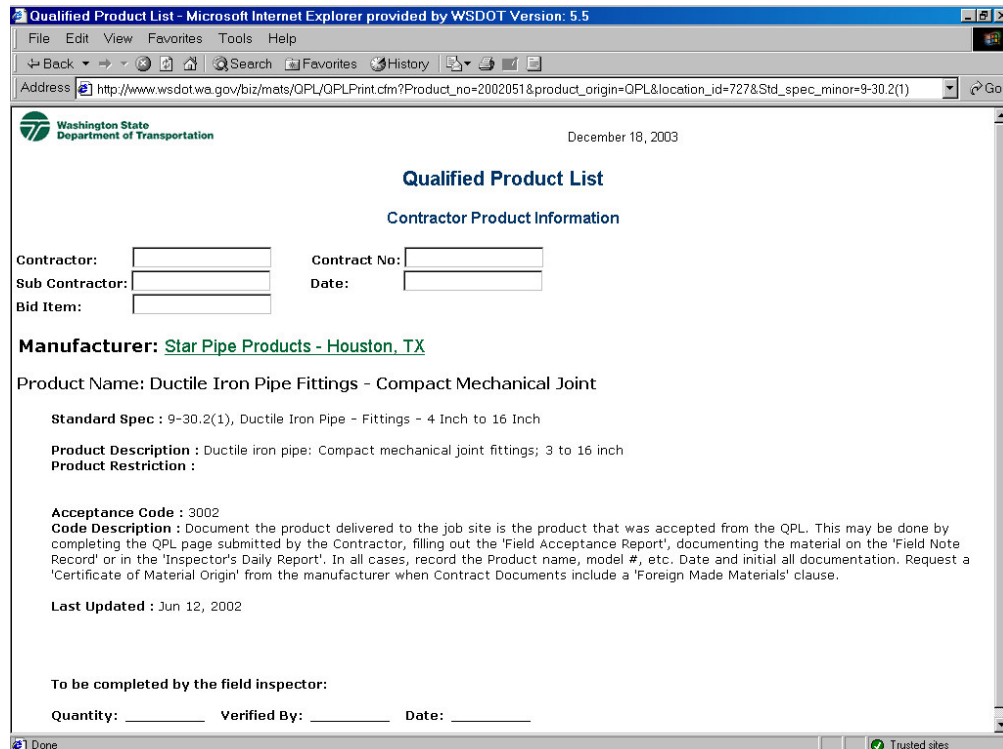 Qualified Product List - Microsoft Internet Explorer provided by WSDOT Version: 5.5
File Edit View Favorites Tools Help
Back Search Favorites History
Address http://www.wsdot.wa.gov/biz/mats/QPL/QPLPrint.cfm?Product_no=2002051&product_origin=QPL&location_id=727&Std_spec_minor=9-30.2(1) Go
Washington State
Department of Transportation
December 18, 2003
Qualified Product List
Contractor Product Information
Contractor: Contract No:
Sub Contractor: Date:
Bid Item:
Manufacturer: Star Pipe Products - Houston, TX
Product Name: Ductile Iron Pipe Fittings - Compact Mechanical Joint
Standard Spec : 9-30.2(1), Ductile Iron Pipe - Fittings - 4 Inch to 16 Inch
Product Description : Ductile iron pipe: Compact mechanical joint fittings; 3 to 16 inch
Product Restriction :
Acceptance Code : 3002
Code Description : Document the product delivered to the job site is the product that was accepted from the QPL. This may be done by
completing the QPL page submitted by the Contractor, filling out the 'Field Acceptance Report', documenting the material on the 'Field Note
Record' or in the 'Inspector's Daily Report'. In all cases, record the Product name, model #, etc. Date and initial all documentation. Request a
'Certificate of Material Origin' from the manufacturer when Contract Documents include a 'Foreign Made Materials' clause.
Last Updated : Jun 12, 2002
To be completed by the field inspector:
Quantity: __________ Verified By: __________ Date: __________
Done Trusted sites